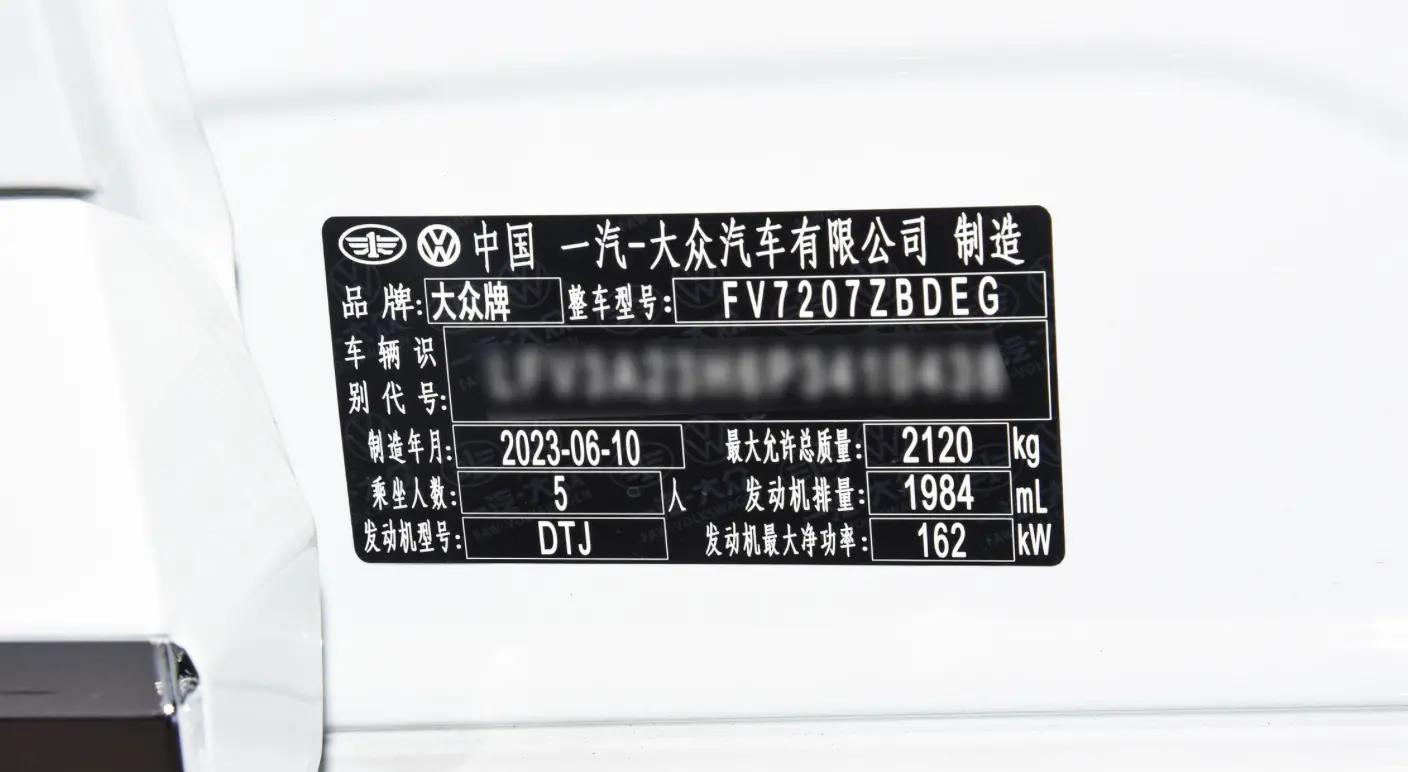 中国 一汽-大众汽车有限公司 制造
品牌: 大众牌 整车型号: FV7207ZBDEG
车辆识
别代号:
制造年月: 2023-06-10 最大允许总质量: 2120 kg
乘坐人数: 5 人 发动机排量: 1984 mL
发动机型号: DTJ 发动机最大净功率: 162 kW